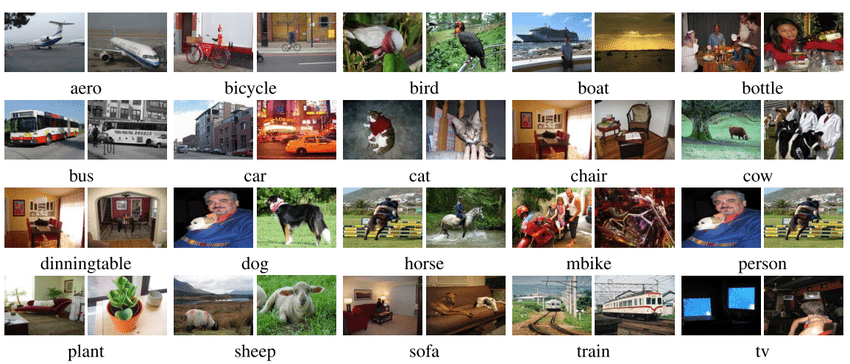 aero bicycle bird boat bottle
bus car cat chair cow
dinningtable dog horse mbike person
plant sheep sofa train tv